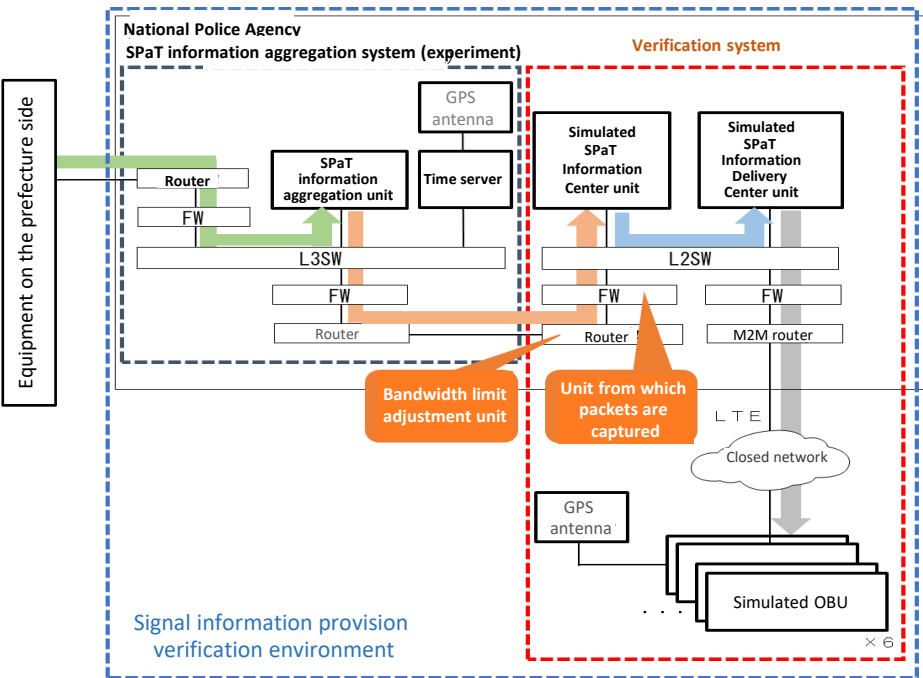 National Police Agency
SPaT information aggregation system (experiment)
Verification system
Equipment on the prefecture side
GPS
antenna
Router
FW
SPaT
information
aggregation unit
Time server
L3SW
FW
Router
Simulated
SPaT
Information
Center unit
Simulated
SPaT
Information
Delivery
Center unit
L2SW
FW
FW
Router
M2M router
Bandwidth limit
adjustment unit
Unit from which
packets are
captured
LTE
Closed network
GPS
antenna
. . .
Simulated OBU
×6
Signal information provision
verification environment